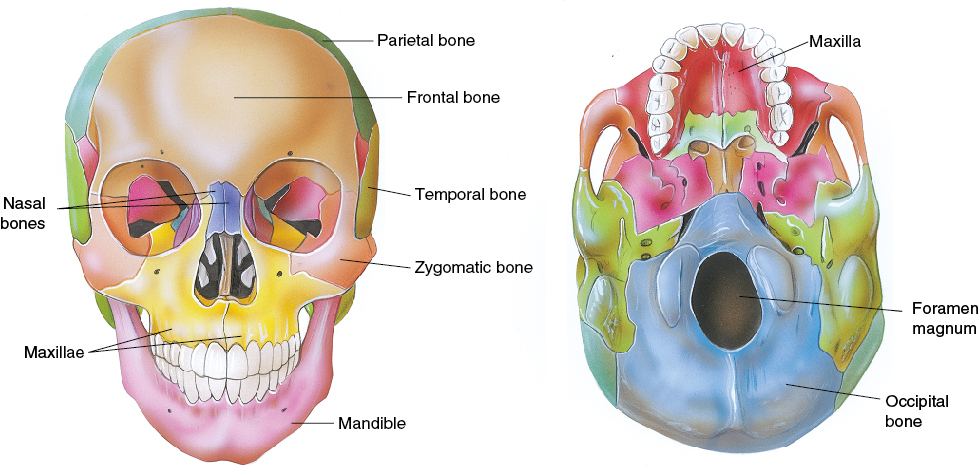 Parietal bone
Frontal bone
Nasal
bones
Temporal bone
Zygomatic bone
Maxillae
Mandible
Maxilla
Foramen
magnum
Occipital
bone